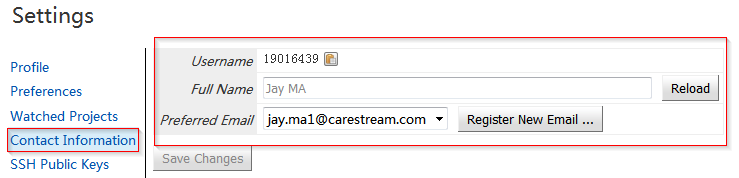 Settings
Profile
Preferences
Watched Projects
Contact Information
SSH Public Keys
Username 19016439
Full Name Jay MA Reload
Preferred Email jay.ma1@carestream.com Register New Email ...
Save Changes